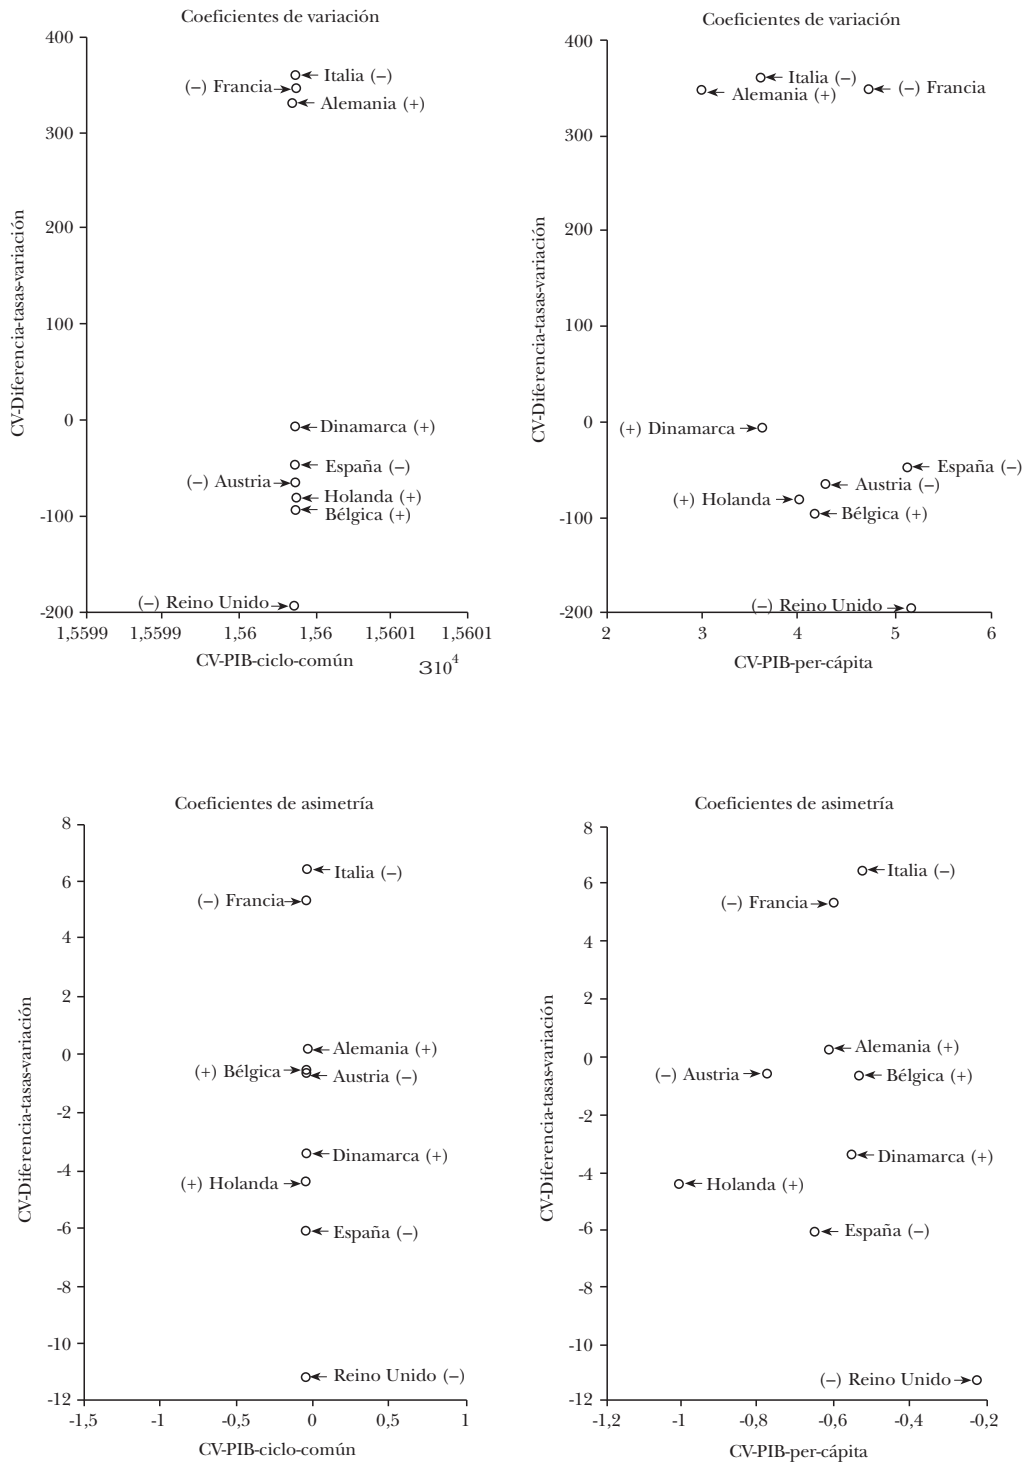 Coeficientes de variación
400
300
200
100
0
-100
-200
CV-Diferencia-tasas-variación
Italia (–)
(–) Francia
Alemania (+)
Dinamarca (+)
España (–)
(–) Austria
Holanda (+)
Bélgica (+)
(–) Reino Unido
1,5599 1,5599 1,56 1,56 1,5601 1,5601
CV-PIB-ciclo-común
310⁴
Coeficientes de variación
400
300
200
100
0
-100
-200
CV-Diferencia-tasas-variación
Italia (–)
Alemania (+)
(–) Francia
(+) Dinamarca
España (–)
Austria (–)
(+) Holanda
Bélgica (+)
(–) Reino Unido
2 3 4 5 6
CV-PIB-per-cápita
Coeficientes de asimetría
8
6
4
2
0
-2
-4
-6
-8
-10
-12
CV-Diferencia-tasas-variación
Italia (–)
(–) Francia
Alemania (+)
(+) Bélgica
Austria (–)
Dinamarca (+)
(+) Holanda
España (–)
Reino Unido (–)
-1,5 -1 -0,5 0 0,5 1
CV-PIB-ciclo-común
Coeficientes de asimetría
8
6
4
2
0
-2
-4
-6
-8
-10
-12
CV-Diferencia-tasas-variación
Italia (–)
(–) Francia
Alemania (+)
(–) Austria
Bélgica (+)
Dinamarca (+)
Holanda (+)
España (–)
(–) Reino Unido
-1,2 -1 -0,8 -0,6 -0,4 -0,2
CV-PIB-per-cápita